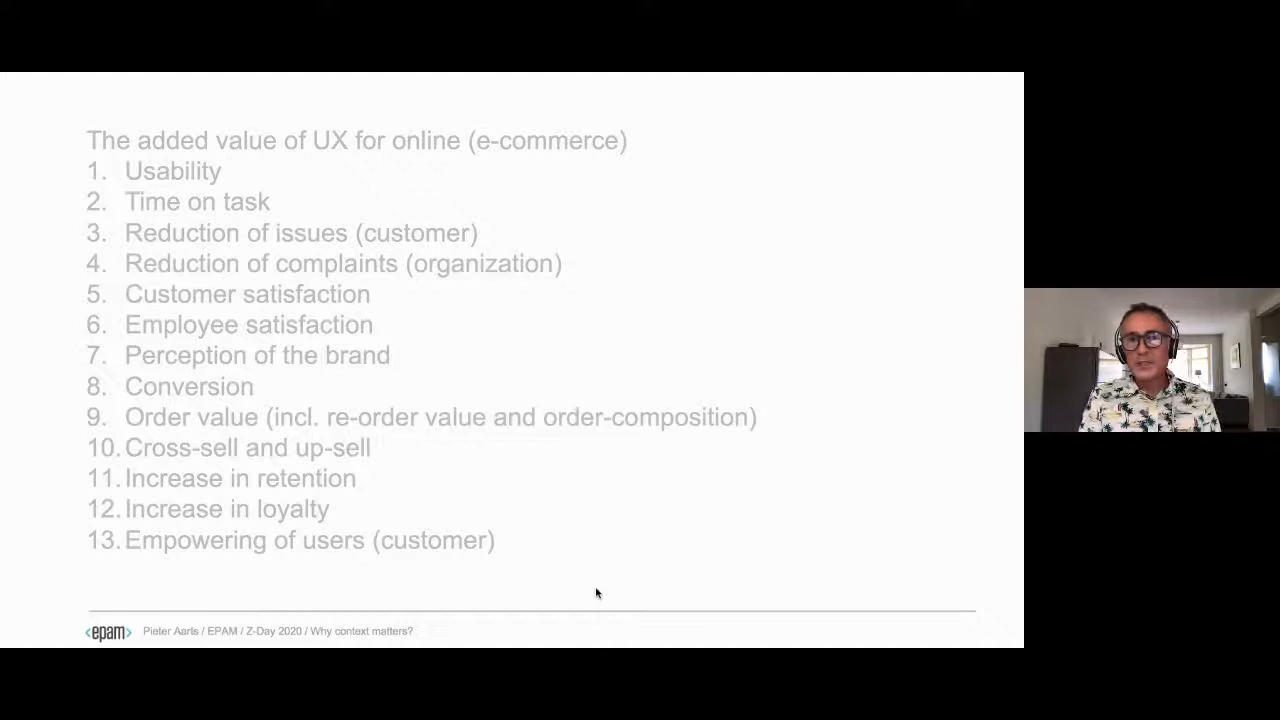 The added value of UX for online (e-commerce)
1. Usability
2. Time on task
3. Reduction of issues (customer)
4. Reduction of complaints (organization)
5. Customer satisfaction
6. Employee satisfaction
7. Perception of the brand
8. Conversion
9. Order value (incl. re-order value and order-composition)
10. Cross-sell and up-sell
11. Increase in retention
12. Increase in loyalty
13. Empowering of users (customer)
<epam> Pieter Aarts / EPAM / Z-Day 2020 / Why context matters?